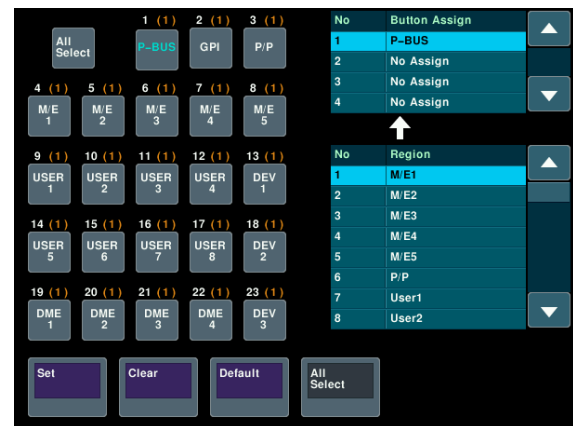 1 (1) 2 (1) 3 (1)
All
Select
P-BUS
GPI
P/P
4 (1) 5 (1) 6 (1) 7 (1) 8 (1)
M/E
1
M/E
2
M/E
3
M/E
4
M/E
5
9 (1) 10 (1) 11 (1) 12 (1) 13 (1)
USER
1
USER
2
USER
3
USER
4
DEV
1
14 (1) 15 (1) 16 (1) 17 (1) 18 (1)
USER
5
USER
6
USER
7
USER
8
DEV
2
19 (1) 20 (1) 21 (1) 22 (1) 23 (1)
DME
1
DME
2
DME
3
DME
4
DEV
3
No Button Assign
1 P-BUS
2 No Assign
3 No Assign
4 No Assign
No Region
1 M/E1
2 M/E2
3 M/E3
4 M/E4
5 M/E5
6 P/P
7 User1
8 User2
Set
Clear
Default
All
Select